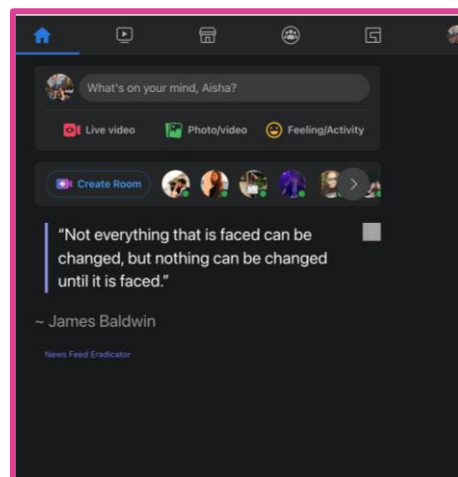 What's on your mind, Aisha?
Live video Photo/video Feeling/Activity
Create Room
“Not everything that is faced can be
changed, but nothing can be changed
until it is faced.”
~ James Baldwin
News Feed Eradicator